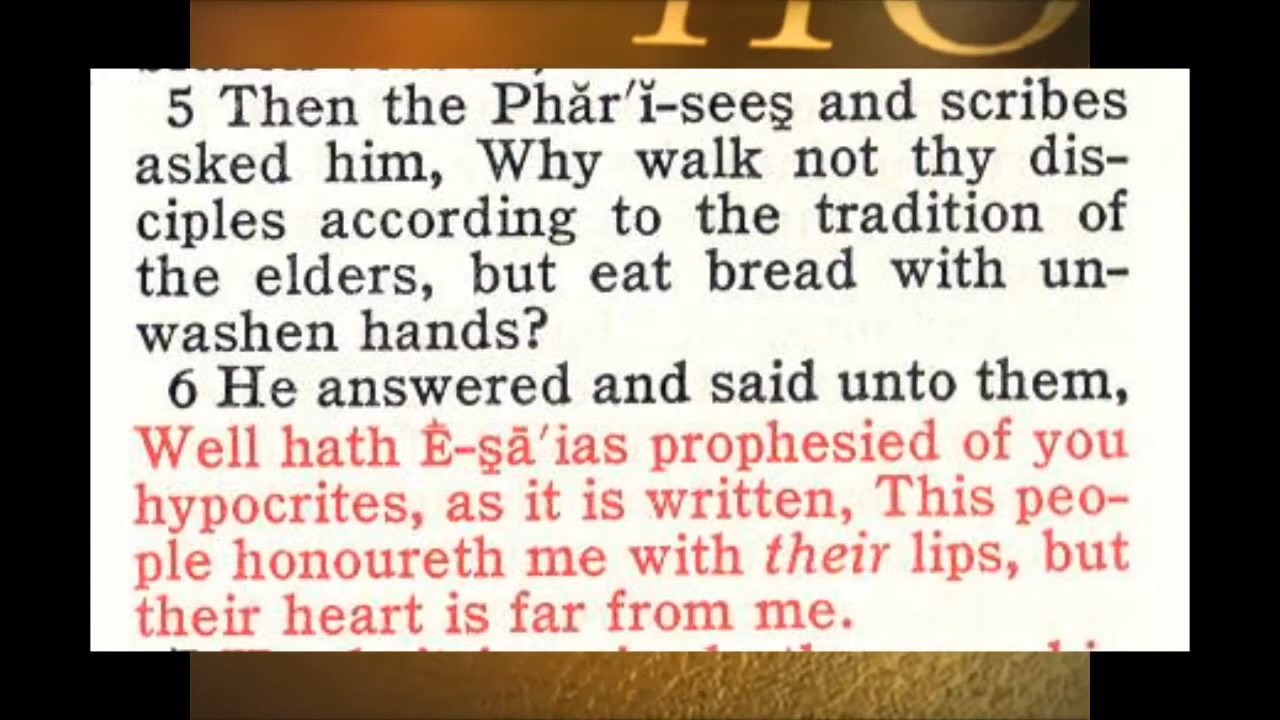 HO
5 Then the Phăr′ĭ-seeş and scribes
asked him, Why walk not thy dis-
ciples according to the tradition of
the elders, but eat bread with un-
washen hands?
6 He answered and said unto them,
Well hath Ê-şā′ias prophesied of you
hypocrites, as it is written, This peo-
ple honoureth me with their lips, but
their heart is far from me.